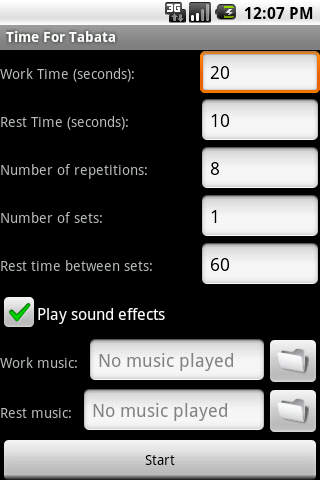 3G 12:07 PM
Time For Tabata
Work Time (seconds): 20
Rest Time (seconds): 10
Number of repetitions: 8
Number of sets: 1
Rest time between sets: 60
Play sound effects
Work music: No music played
Rest music: No music played
Start